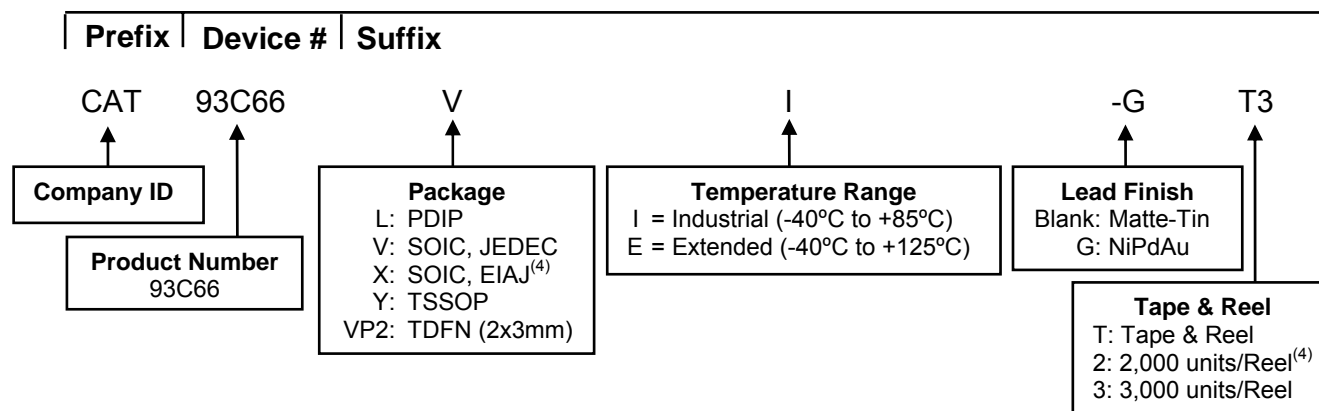 Prefix Device # Suffix
CAT 93C66 V I -G T3
Company ID
Product Number
93C66
Package
L: PDIP
V: SOIC, JEDEC
X: SOIC, EIAJ(4)
Y: TSSOP
VP2: TDFN (2x3mm)
Temperature Range
I = Industrial (-40ºC to +85ºC)
E = Extended (-40ºC to +125ºC)
Lead Finish
Blank: Matte-Tin
G: NiPdAu
Tape & Reel
T: Tape & Reel
2: 2,000 units/Reel(4)
3: 3,000 units/Reel